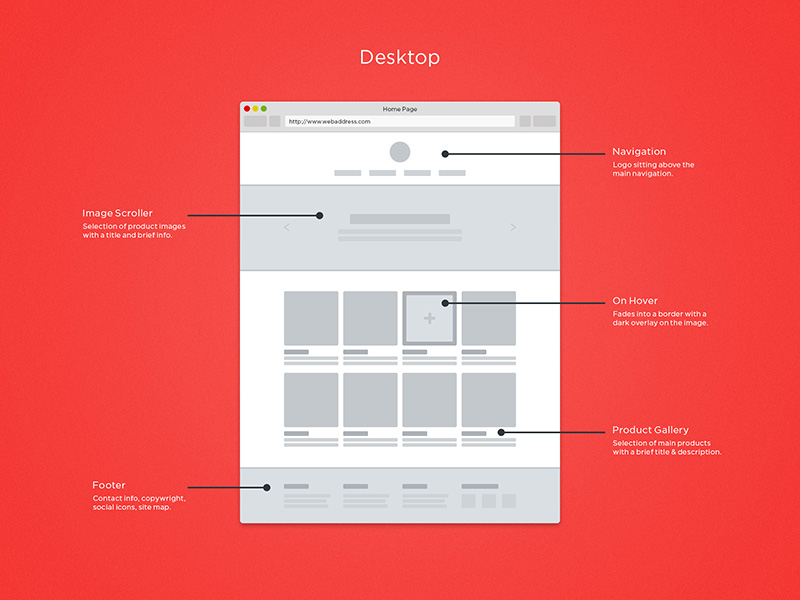 Desktop
Home Page
http://www.webaddress.com
Navigation
Logo sitting above the
main navigation.
Image Scroller
Selection of product images
with a title and brief info.
On Hover
Fades into a border with a
dark overlay on the image.
Product Gallery
Selection of main products
with a brief title & description.
Footer
Contact info, copywright,
social icons, site map.